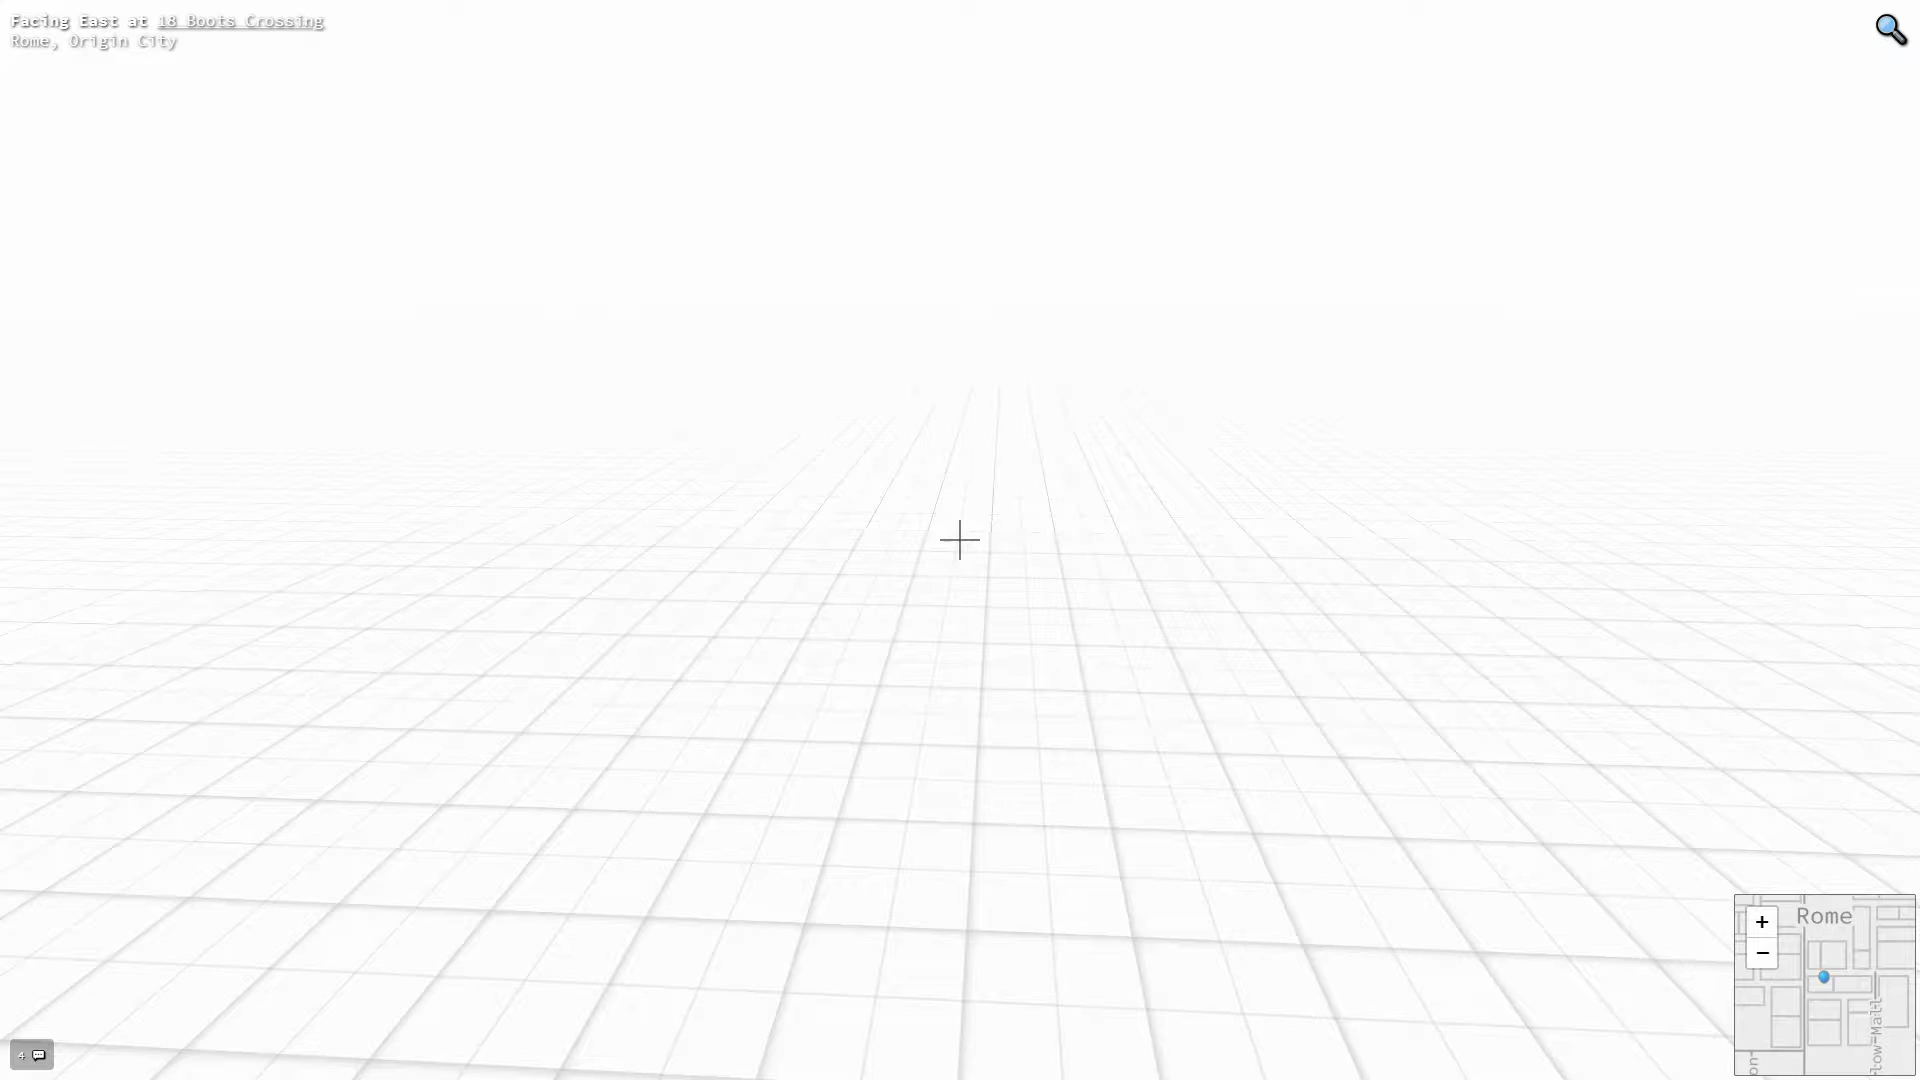 Facing East at 18 Boots Crossing
Rome, Origin City
+
Rome
−
4